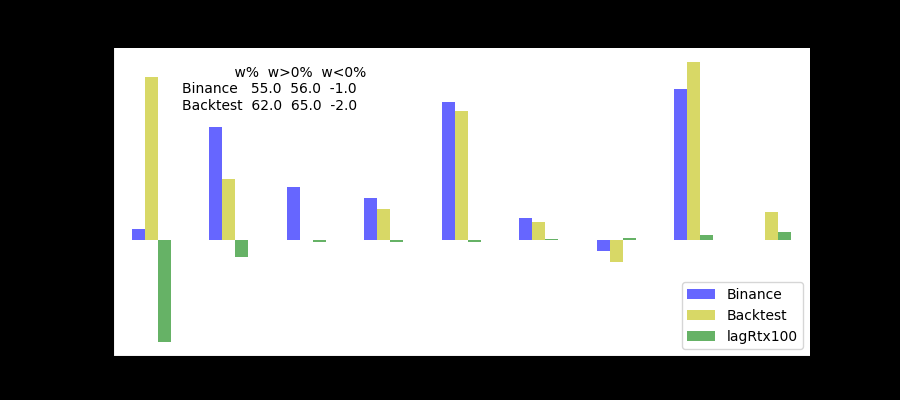 w%  w>0%  w<0%
Binance   55.0  56.0  -1.0
Backtest  62.0  65.0  -2.0
Binance
Backtest
lagRtx100